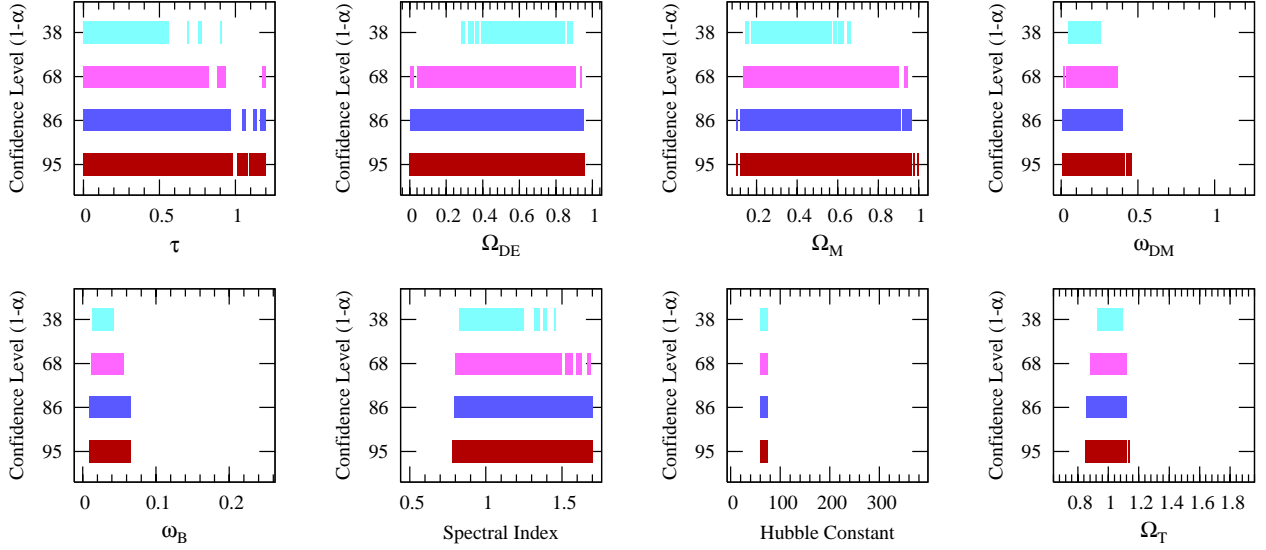 Confidence Level (1-α)
38
68
86
95
0 0.5 1
τ
Confidence Level (1-α)
38
68
86
95
0 0.2 0.4 0.6 0.8 1
Ω_DE
Confidence Level (1-α)
38
68
86
95
0.2 0.4 0.6 0.8 1
Ω_M
Confidence Level (1-α)
38
68
86
95
0 0.5 1
ω_DM
Confidence Level (1-α)
38
68
86
95
0 0.1 0.2
ω_B
Confidence Level (1-α)
38
68
86
95
0.5 1 1.5
Spectral Index
Confidence Level (1-α)
38
68
86
95
0 100 200 300
Hubble Constant
Confidence Level (1-α)
38
68
86
95
0.8 1 1.2 1.4 1.6 1.8
Ω_T